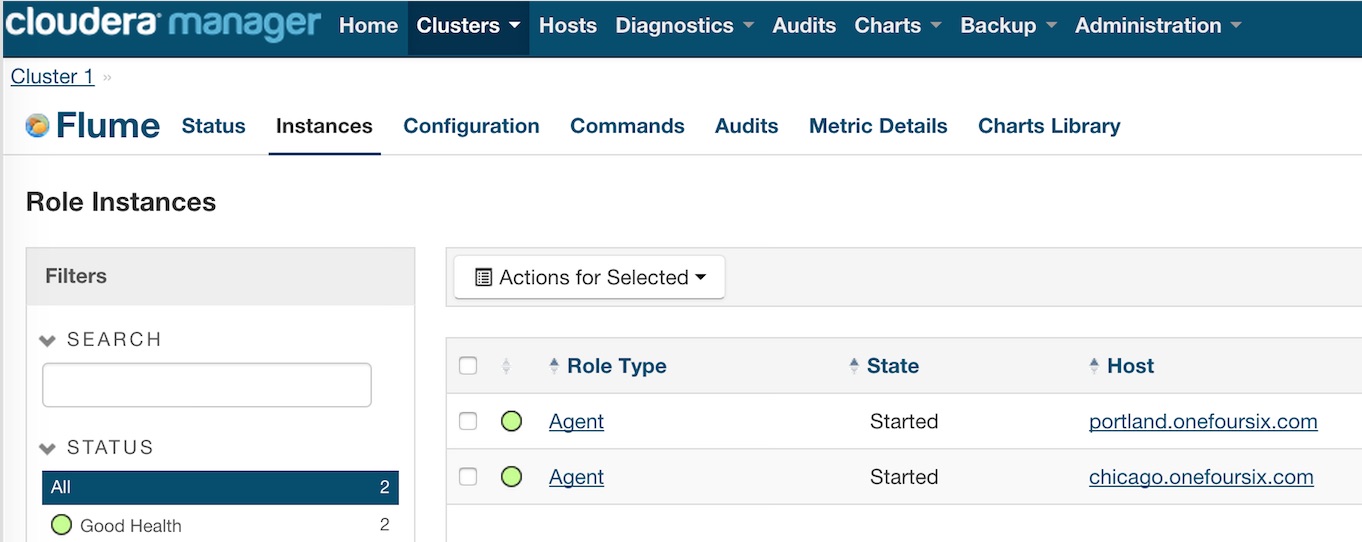 cloudera manager Home Clusters Hosts Diagnostics Audits Charts Backup Administration
Cluster 1 »
Flume Status Instances Configuration Commands Audits Metric Details Charts Library
Role Instances
Filters
Actions for Selected
SEARCH
Role Type State Host
Agent Started portland.onefoursix.com
STATUS
Agent Started chicago.onefoursix.com
All 2
Good Health 2